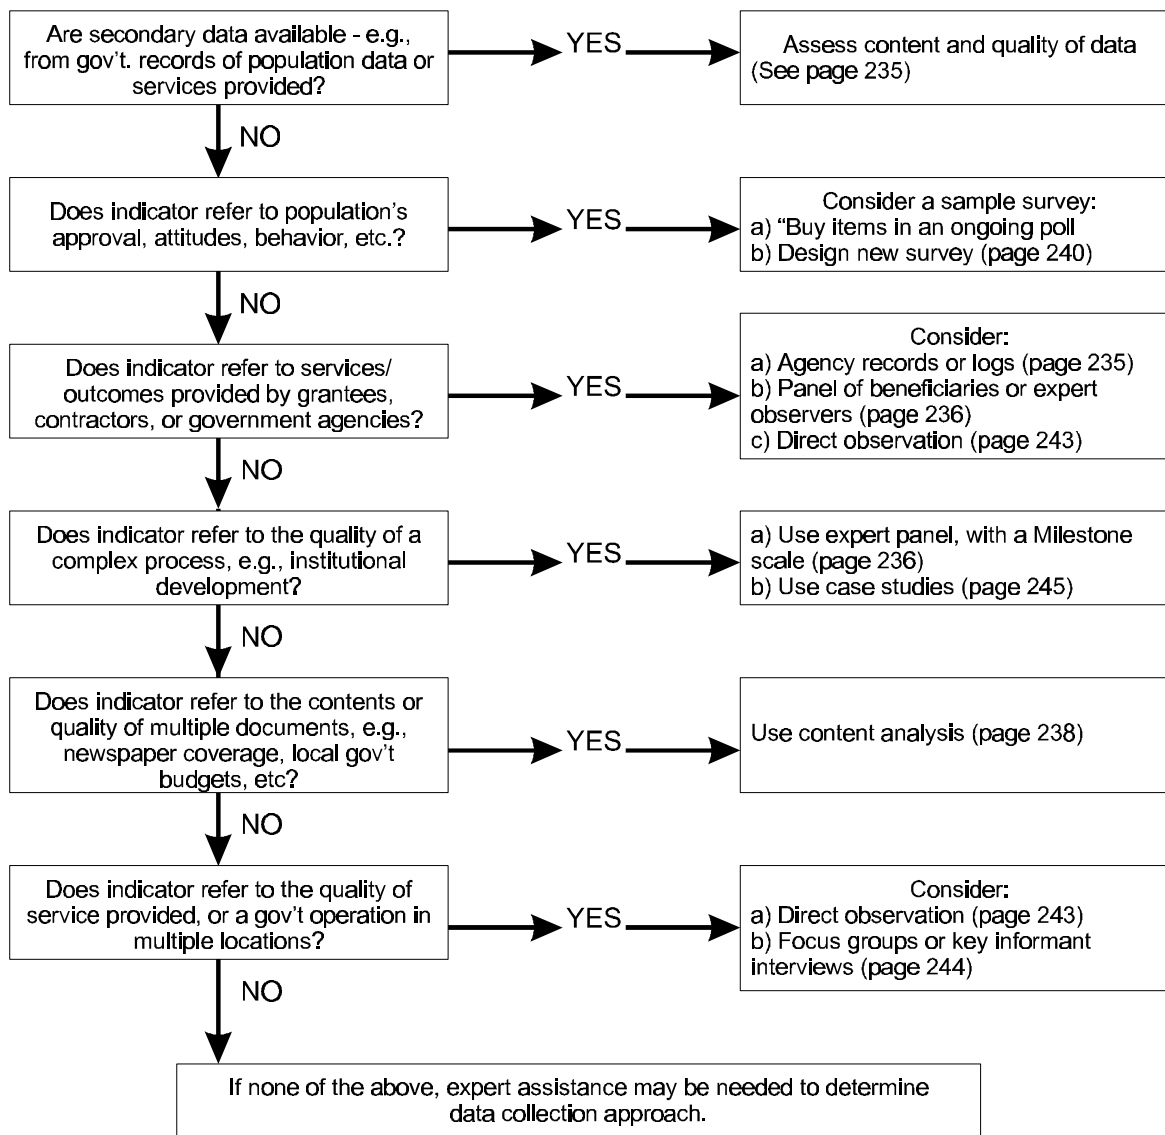 Are secondary data available - e.g.,
from gov't. records of population data or
services provided?
YES
Assess content and quality of data
(See page 235)
NO
Does indicator refer to population's
approval, attitudes, behavior, etc.?
YES
Consider a sample survey:
a) “Buy items in an ongoing poll
b) Design new survey (page 240)
NO
Does indicator refer to services/
outcomes provided by grantees,
contractors, or government agencies?
YES
Consider:
a) Agency records or logs (page 235)
b) Panel of beneficiaries or expert
observers (page 236)
c) Direct observation (page 243)
NO
Does indicator refer to the quality of a
complex process, e.g., institutional
development?
YES
a) Use expert panel, with a Milestone
scale (page 236)
b) Use case studies (page 245)
NO
Does indicator refer to the contents or
quality of multiple documents, e.g.,
newspaper coverage, local gov't
budgets, etc?
YES
Use content analysis (page 238)
NO
Does indicator refer to the quality of
service provided, or a gov't operation in
multiple locations?
YES
Consider:
a) Direct observation (page 243)
b) Focus groups or key informant
interviews (page 244)
NO
If none of the above, expert assistance may be needed to determine
data collection approach.